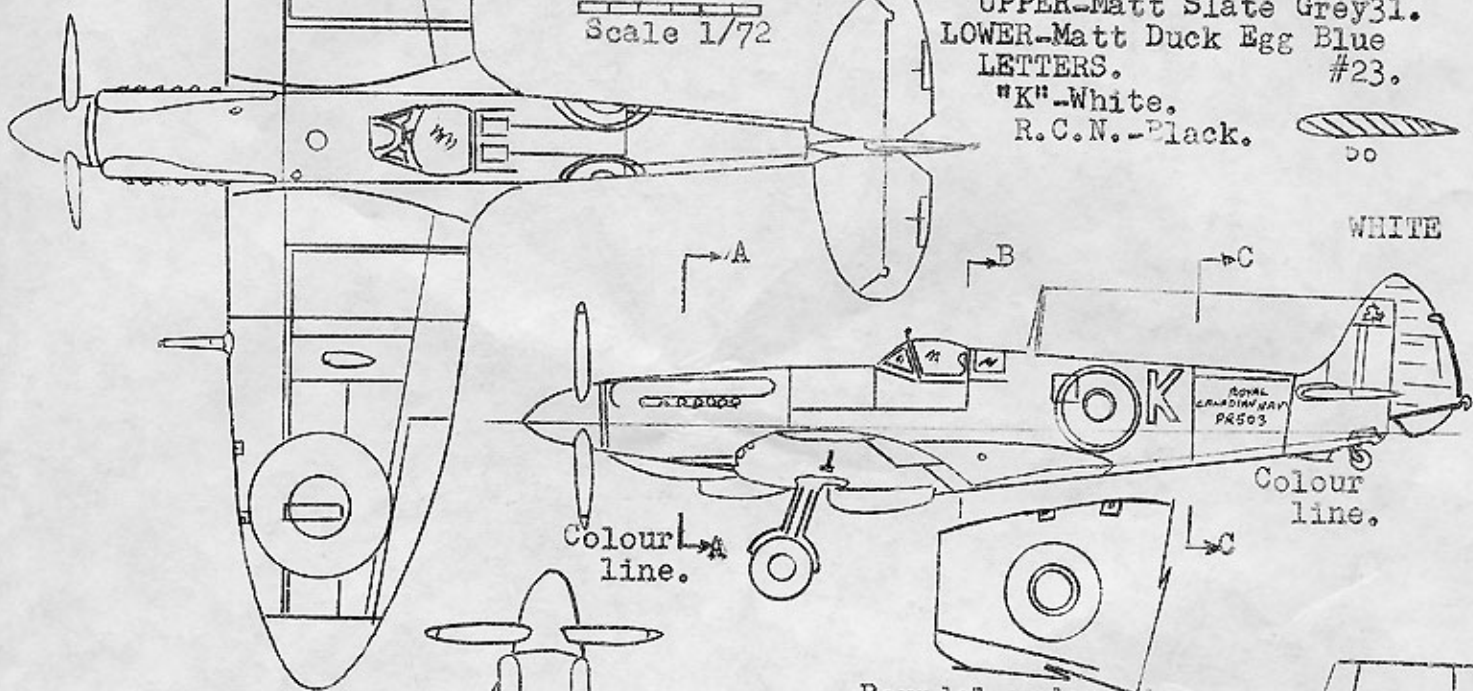 Scale 1/72
UPPER-Matt Slate Grey31.
LOWER-Matt Duck Egg Blue
#23.
LETTERS.
"K"-White.
R.C.N.-Black.
WHITE
A
B
C
K
ROYAL
CANADIAN NAVY
PR503
Colour
line.
Colour
line.
A
C